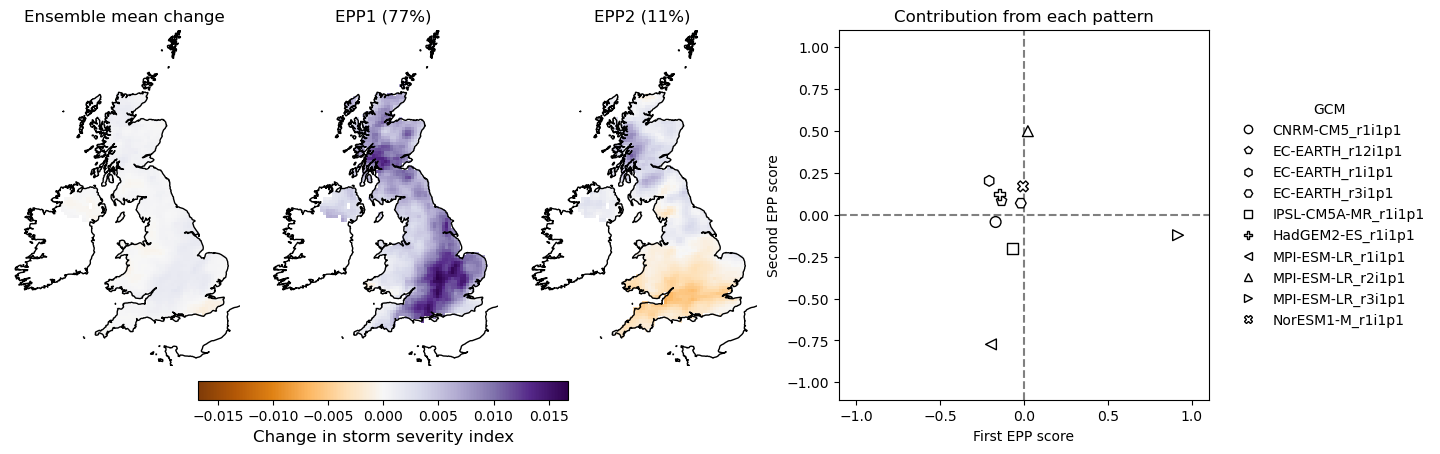 Ensemble mean change
EPP1 (77%)
EPP2 (11%)
−0.015 −0.010 −0.005 0.000 0.005 0.010 0.015
Change in storm severity index
Contribution from each pattern
Second EPP score
1.00
0.75
0.50
0.25
0.00
−0.25
−0.50
−0.75
−1.00
−1.0 −0.5 0.0 0.5 1.0
First EPP score
GCM
CNRM-CM5_r1i1p1
EC-EARTH_r12i1p1
EC-EARTH_r1i1p1
EC-EARTH_r3i1p1
IPSL-CM5A-MR_r1i1p1
HadGEM2-ES_r1i1p1
MPI-ESM-LR_r1i1p1
MPI-ESM-LR_r2i1p1
MPI-ESM-LR_r3i1p1
NorESM1-M_r1i1p1